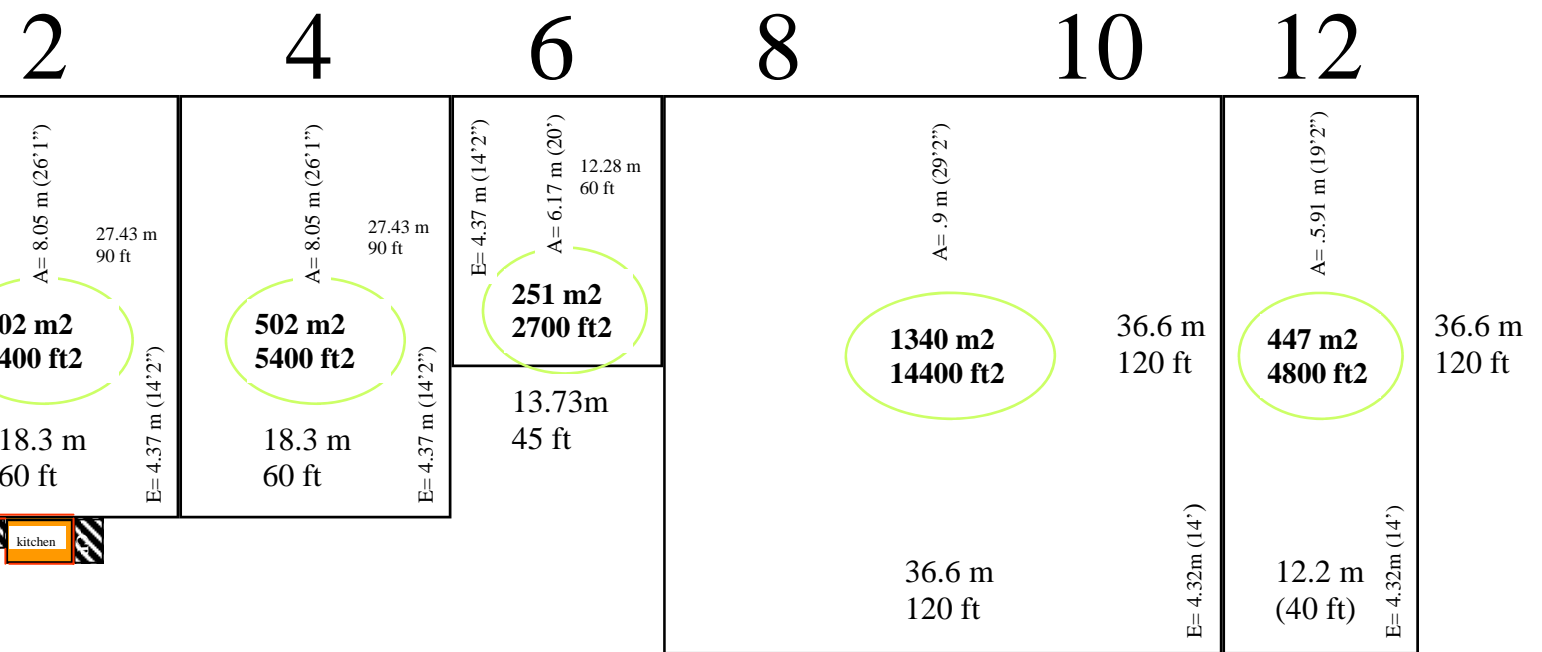 2
4
6
8
10
12
A= 8.05 m (26'1")
27.43 m
90 ft
02 m2
400 ft2
18.3 m
60 ft
E= 4.37 m (14'2")
kitchen
A= 8.05 m (26'1")
27.43 m
90 ft
502 m2
5400 ft2
18.3 m
60 ft
E= 4.37 m (14'2")
E= 4.37 m (14'2")
A= 6.17 m (20')
12.28 m
60 ft
251 m2
2700 ft2
13.73m
45 ft
A= .9 m (29'2")
1340 m2
14400 ft2
36.6 m
120 ft
36.6 m
120 ft
E= 4.32m (14')
A= .5.91 m (19'2")
447 m2
4800 ft2
12.2 m
(40 ft)
E= 4.32m (14')
36.6 m
120 ft